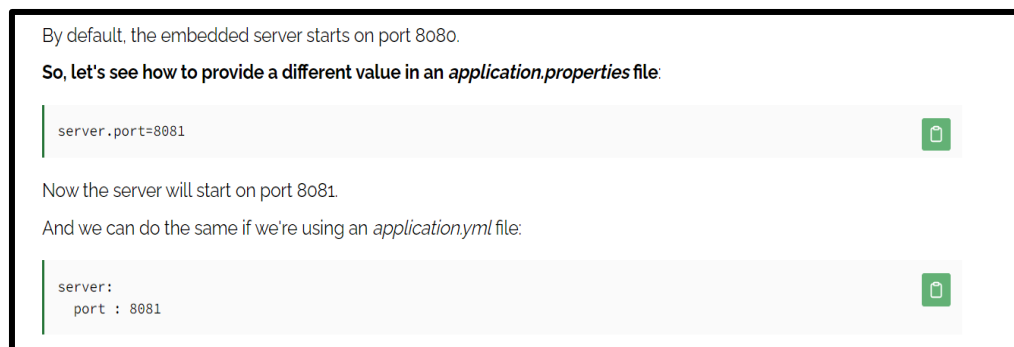 By default, the embedded server starts on port 8080.
So, let's see how to provide a different value in an application.properties file:
server.port=8081
Now the server will start on port 8081.
And we can do the same if we're using an application.yml file:
server:
  port : 8081